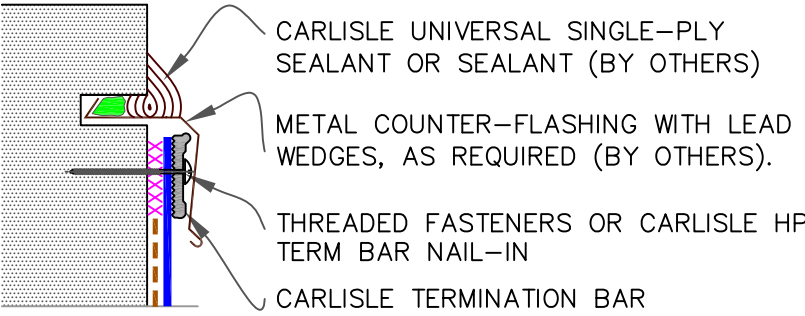 CARLISLE UNIVERSAL SINGLE–PLY
SEALANT OR SEALANT (BY OTHERS)
METAL COUNTER–FLASHING WITH LEAD
WEDGES, AS REQUIRED (BY OTHERS).
THREADED FASTENERS OR CARLISLE HP
TERM BAR NAIL–IN
CARLISLE TERMINATION BAR